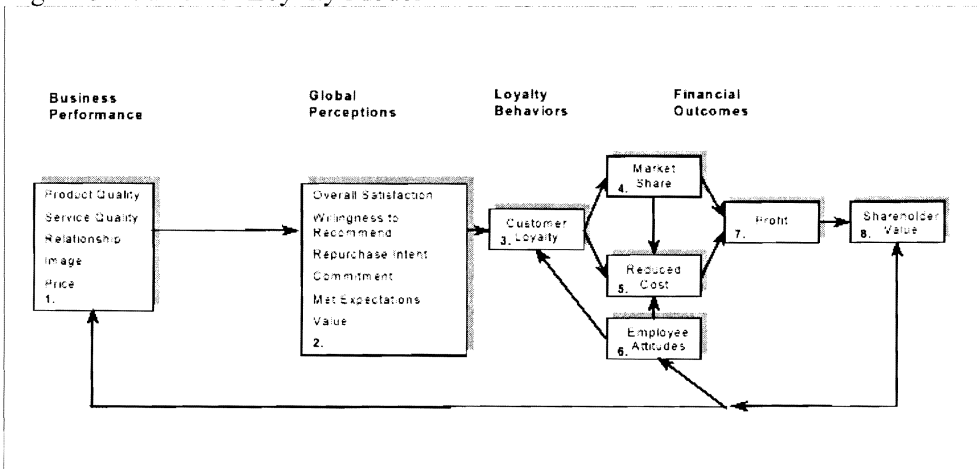 Business
Performance
Global
Perceptions
Loyalty
Behaviors
Financial
Outcomes
Product Quality
Service Quality
Relationship
Image
Price
1.
Overall Satisfaction
Willingness to
Recommend
Repurchase Intent
Commitment
Met Expectations
Value
2.
Customer
3. Loyalty
Market
4. Share
Reduced
5. Cost
Employee
6. Attitudes
Profit
7.
Shareholder
8. Value